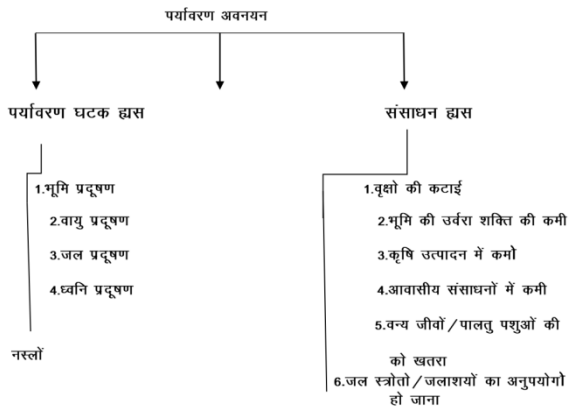 पर्यावरण अवनयन
पर्यावरण घटक ह्यस
संसाधन ह्यस
1.भूमि प्रदूषण
2.वायु प्रदूषण
3.जल प्रदूषण
4.ध्वनि प्रदूषण
नस्लों
1.वृक्षो की कटाई
2.भूमि की उर्वरा शक्ति की कमी
3.कृषि उत्पादन में कमो
4.आवासीय संसाधनों में कमी
5.वन्य जीवों/पालतु पशुओं की
को खतरा
6.जल स्त्रोतो/जलाशयों का अनुपयोगो
हो जाना